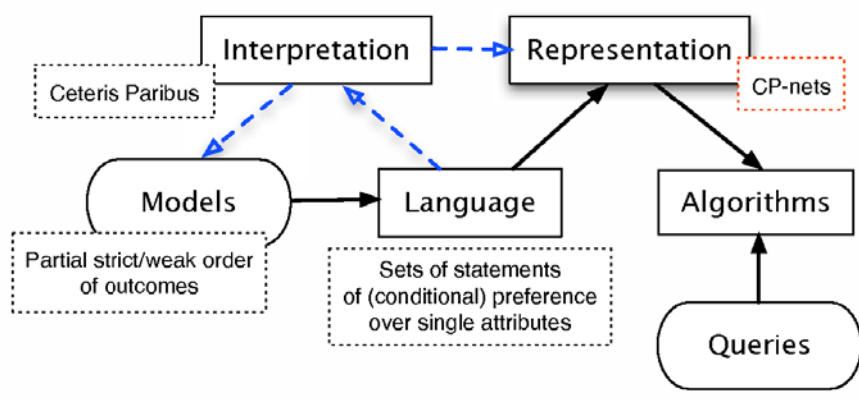 Interpretation
Representation
Ceteris Paribus
CP-nets
Models
Language
Algorithms
Partial strict/weak order
of outcomes
Sets of statements
of (conditional) preference
over single attributes
Queries